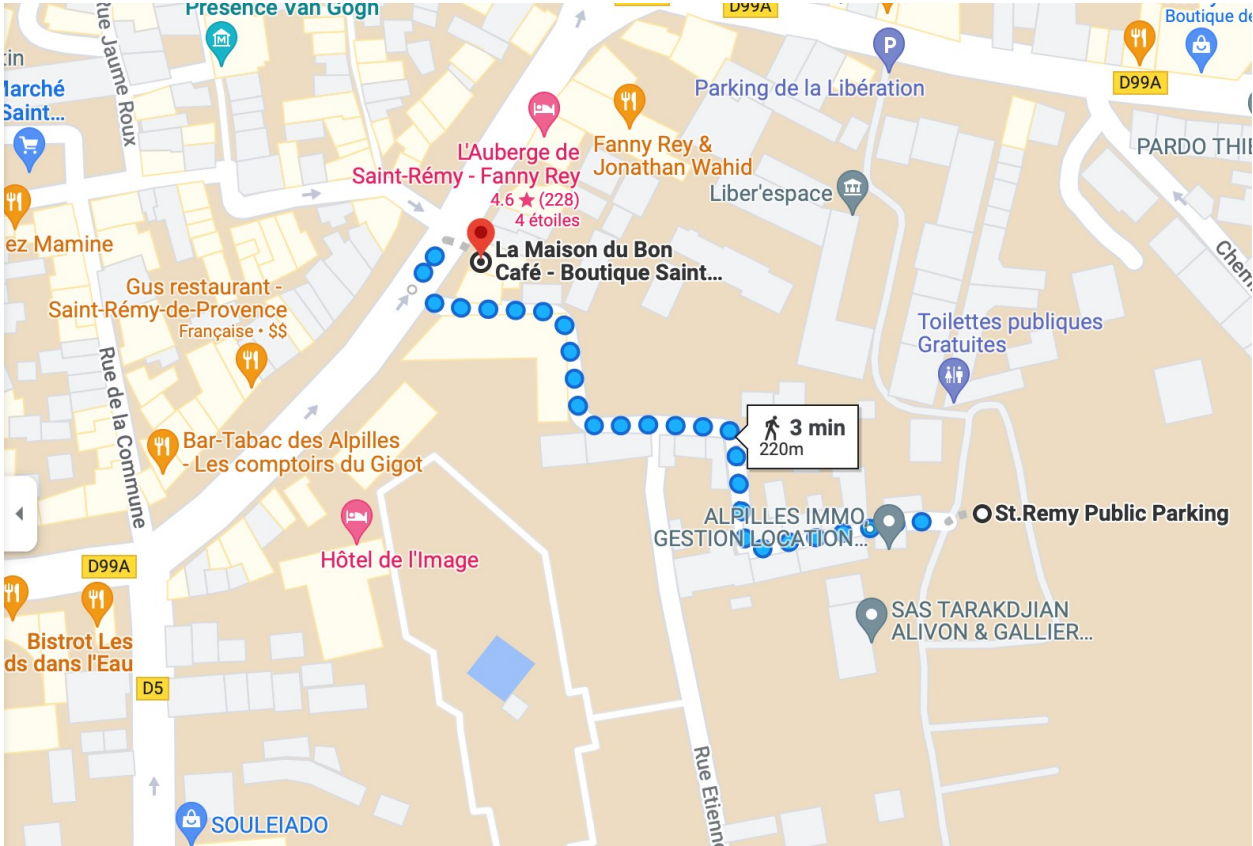 Présence Van Gogh
D99A
Boutique de
Rue Jaume Roux
tin
Marché
Saint...
Parking de la Libération
P
D99A
L'Auberge de
Saint-Rémy - Fanny Rey
4.6 ★ (228)
4 étoiles
Fanny Rey &
Jonathan Wahid
PARDO THIE
Liber'espace
ez Mamine
La Maison du Bon
Café - Boutique Saint...
Chem
Gus restaurant -
Saint-Rémy-de-Provence
Française • $$
Toilettes publiques
Gratuites
Rue de la Commune
3 min
220m
Bar-Tabac des Alpilles
- Les comptoirs du Gigot
ALPILLES IMMO,
GESTION LOCATION...
St.Remy Public Parking
Hôtel de l'Image
D99A
SAS TARAKDJIAN
ALIVON & GALLIER...
Bistrot Les
ds dans l'Eau
D5
Rue Etienne
SOULEIADO